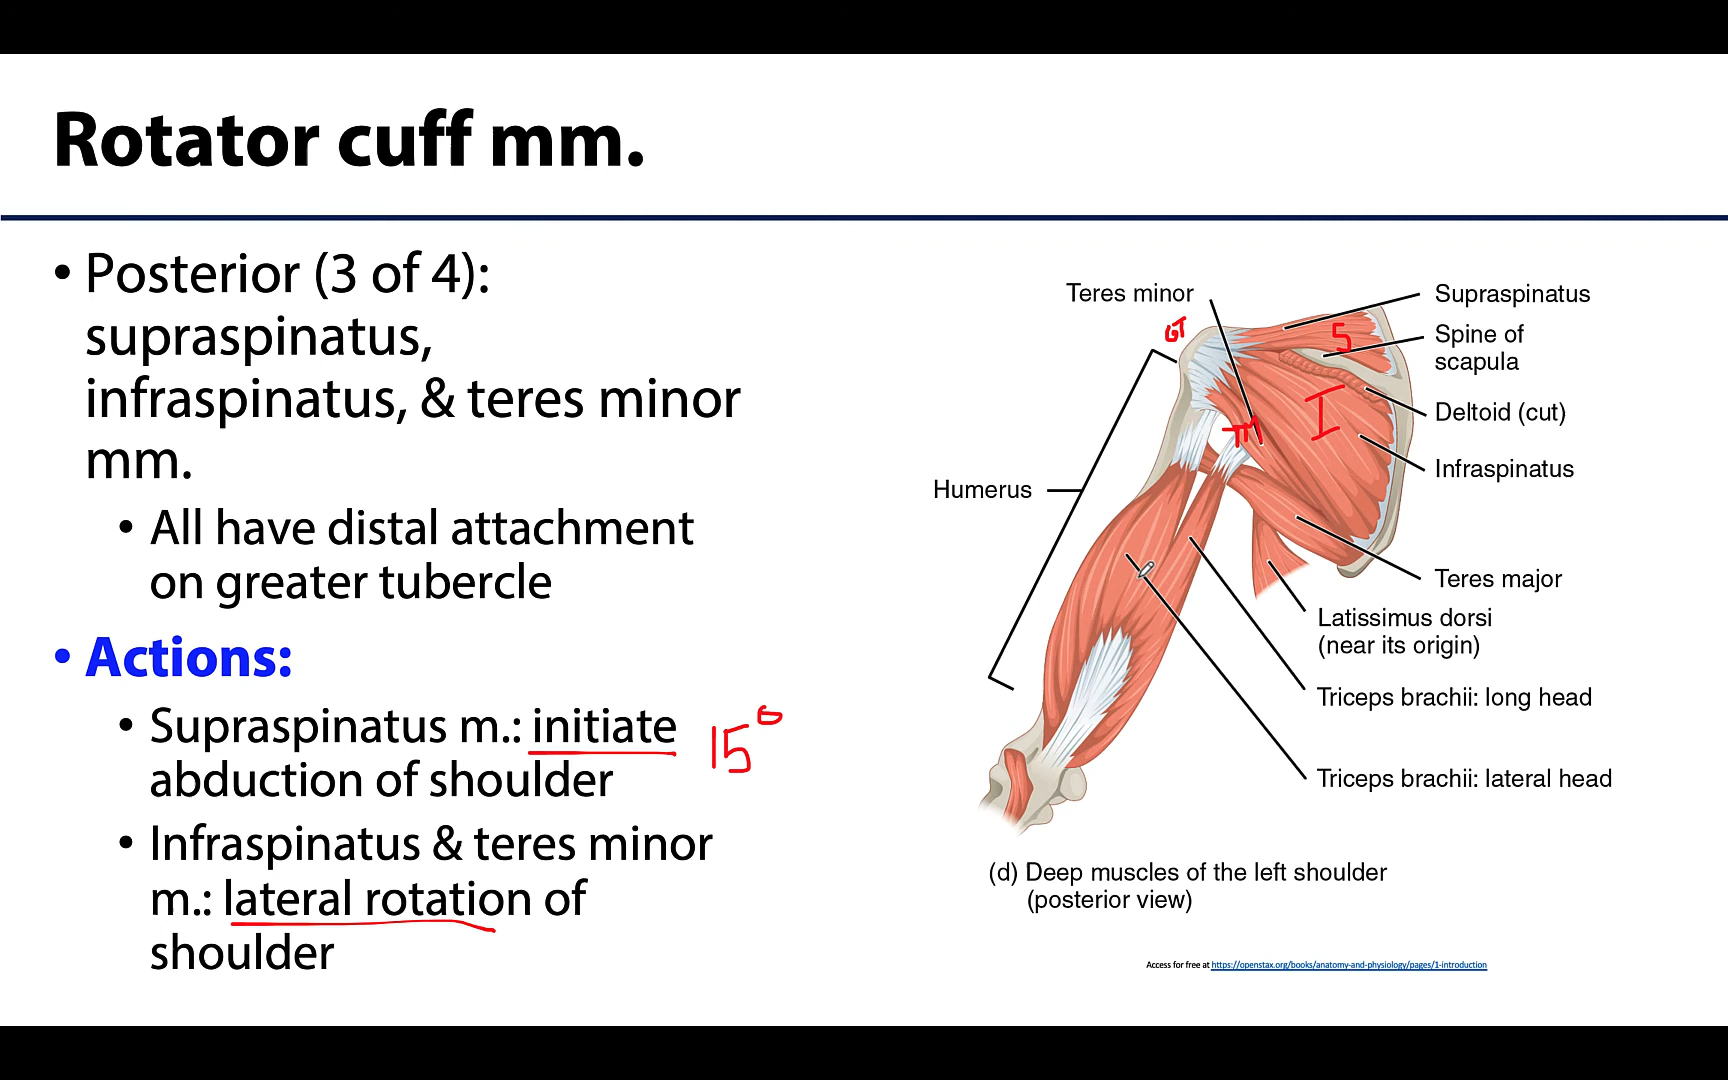 Rotator cuff mm.
• Posterior (3 of 4):
supraspinatus,
infraspinatus, & teres minor
mm.
• All have distal attachment
on greater tubercle
• Actions:
• Supraspinatus m.: initiate 15°
abduction of shoulder
• Infraspinatus & teres minor
m.: lateral rotation of
shoulder
Teres minor
GT
Humerus
S
I
Tm
Supraspinatus
Spine of
scapula
Deltoid (cut)
Infraspinatus
Teres major
Latissimus dorsi
(near its origin)
Triceps brachii: long head
Triceps brachii: lateral head
(d) Deep muscles of the left shoulder
(posterior view)
Access for free at https://openstax.org/books/anatomy-and-physiology/pages/1-introduction